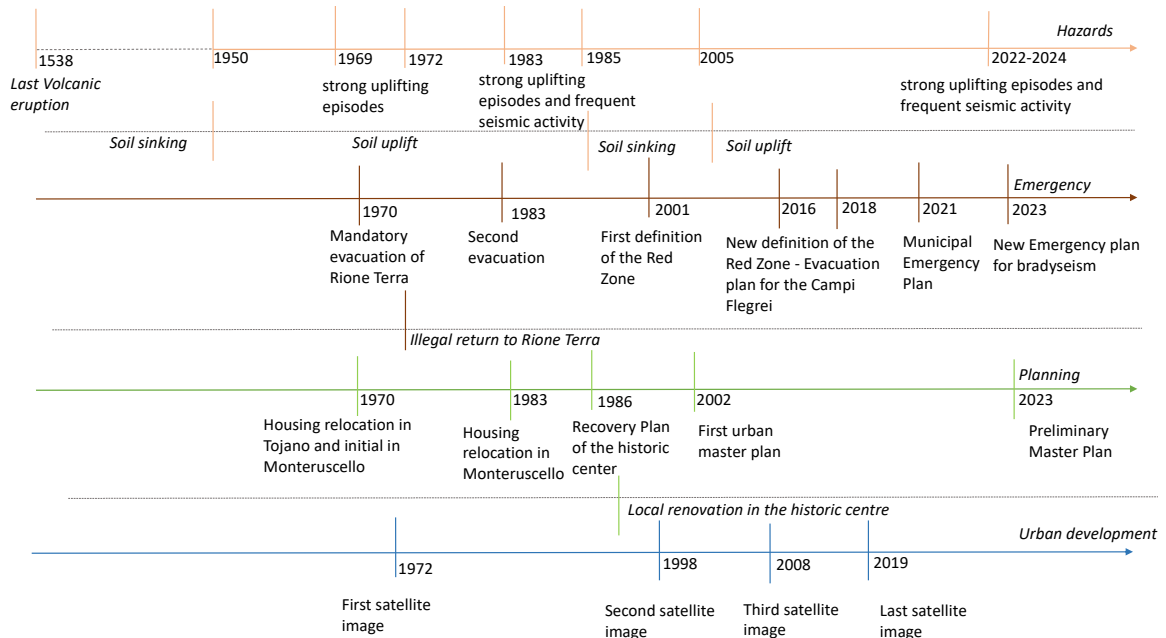 Hazards
1538
1950
1969
1972
1983
1985
2005
2022-2024
Last Volcanic
eruption
strong uplifting
episodes
strong uplifting
episodes and frequent
seismic activity
strong uplifting episodes and
frequent seismic activity
Soil sinking
Soil uplift
Soil sinking
Soil uplift
Emergency
1970
1983
2001
2016
2018
2021
2023
Mandatory
evacuation of
Rione Terra
Second
evacuation
First definition
of the Red
Zone
New definition of the
Red Zone - Evacuation
plan for the Campi
Flegrei
Municipal
Emergency
Plan
New Emergency plan
for bradyseism
Illegal return to Rione Terra
Planning
1970
1983
1986
2002
2023
Housing relocation in
Tojano and initial in
Monteruscello
Housing
relocation in
Monteruscello
Recovery Plan
of the historic
center
First urban
master plan
Preliminary
Master Plan
Local renovation in the historic centre
Urban development
1972
1998
2008
2019
First satellite
image
Second satellite
image
Third satellite
image
Last satellite
image